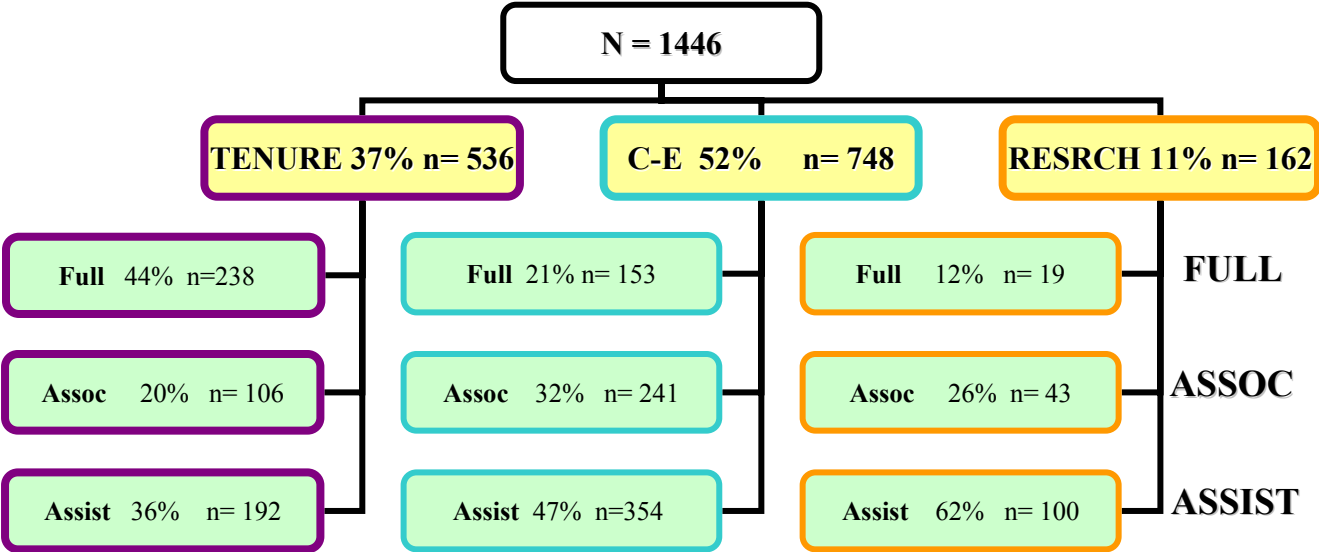 N = 1446
TENURE 37% n= 536
C-E 52% n= 748
RESRCH 11% n= 162
Full 44% n=238
Full 21% n= 153
Full 12% n= 19
FULL
Assoc 20% n= 106
Assoc 32% n= 241
Assoc 26% n= 43
ASSOC
Assist 36% n= 192
Assist 47% n=354
Assist 62% n= 100
ASSIST